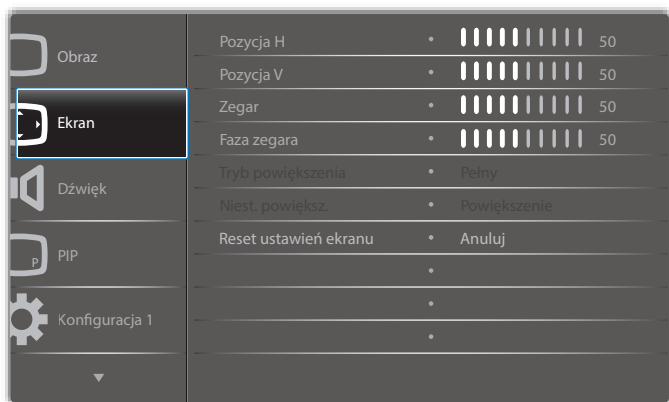 Obraz
Ekran
Dźwięk
P
PIP
Konfiguracja 1
Pozycja H • 50
Pozycja V • 50
Zegar • 50
Faza zegara • 50
Tryb powiększenia • Pełny
Niest. powiększ. • Powiększenie
Reset ustawień ekranu • Anuluj